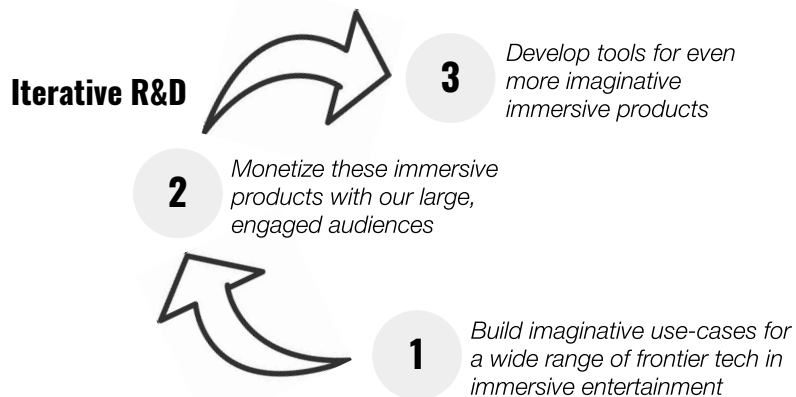 Iterative R&D
3
Develop tools for even
more imaginative
immersive products
2
Monetize these immersive
products with our large,
engaged audiences
1
Build imaginative use-cases for
a wide range of frontier tech in
immersive entertainment